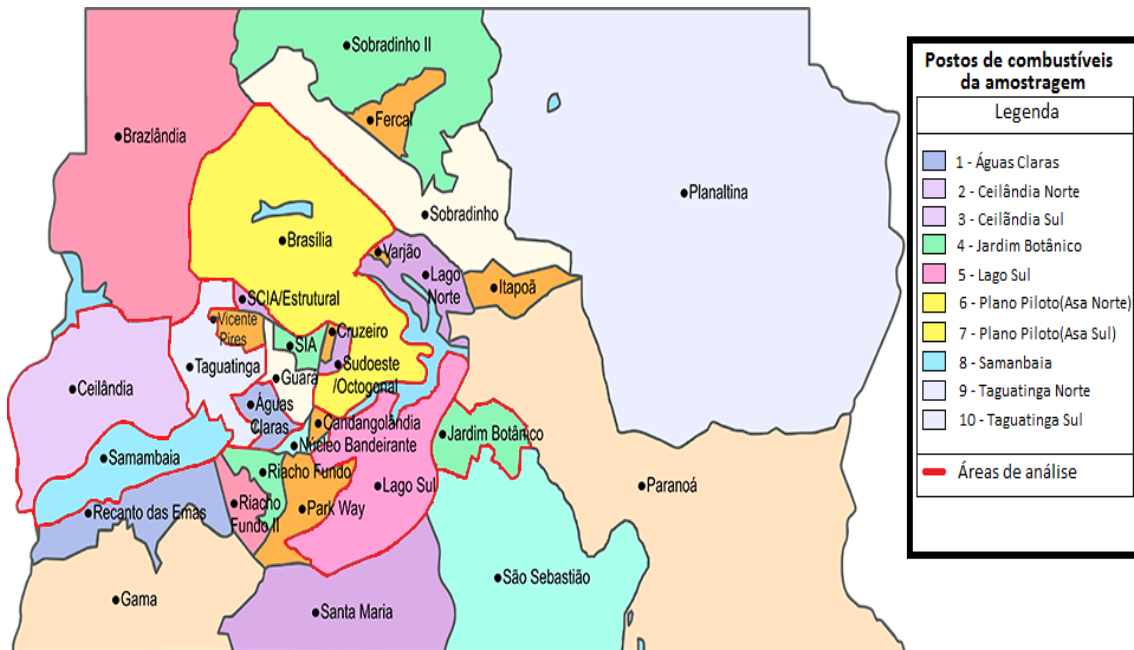 Sobradinho II
Fercal
Brazlândia
Planaltina
Sobradinho
Brasília
Varjão
Lago
Norte
Itapoã
SCIA/Estrutural
Vicente
Pires
Cruzeiro
SIA
Taguatinga
Sudoeste
/Octogonal
Guará
Ceilândia
Águas
Claras
Candangolândia
Núcleo Bandeirante
Jardim Botânico
Samambaia
Riacho Fundo
Lago Sul
Paranoá
Riacho
Fundo II
Park Way
Recanto das Emas
São Sebastião
Gama
Santa Maria
Postos de combustíveis
da amostragem
Legenda
1 - Águas Claras
2 - Ceilândia Norte
3 - Ceilãndia Sul
4 - Jardim Botânico
5 - Lago Sul
6 - Plano Piloto(Asa Norte)
7 - Plano Piloto(Asa Sul)
8 - Samanbaia
9 - Taguatinga Norte
10 - Taguatinga Sul
Áreas de análise